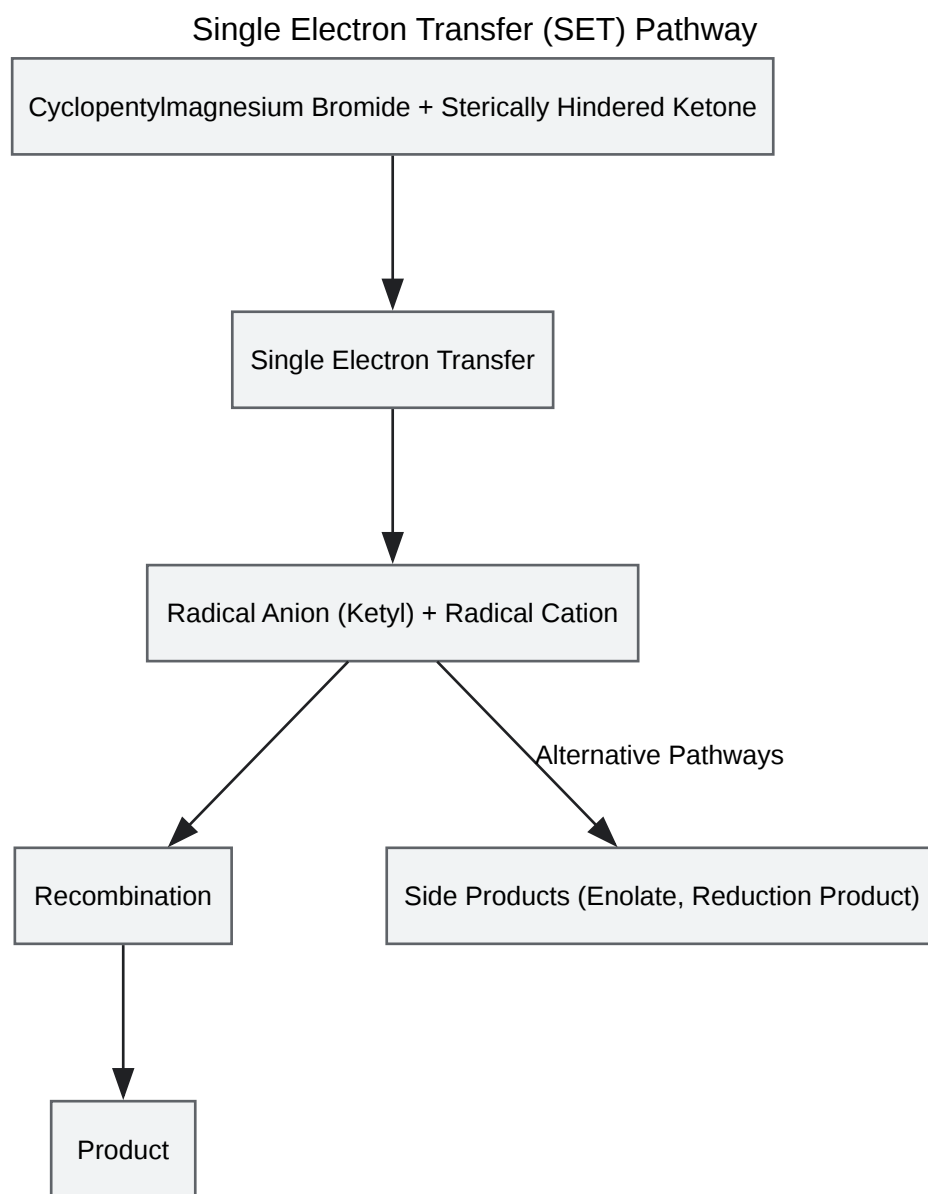 Single Electron Transfer (SET) Pathway
Cyclopentylmagnesium Bromide + Sterically Hindered Ketone
Single Electron Transfer
Radical Anion (Ketyl) + Radical Cation
Alternative Pathways
Recombination
Side Products (Enolate, Reduction Product)
Product